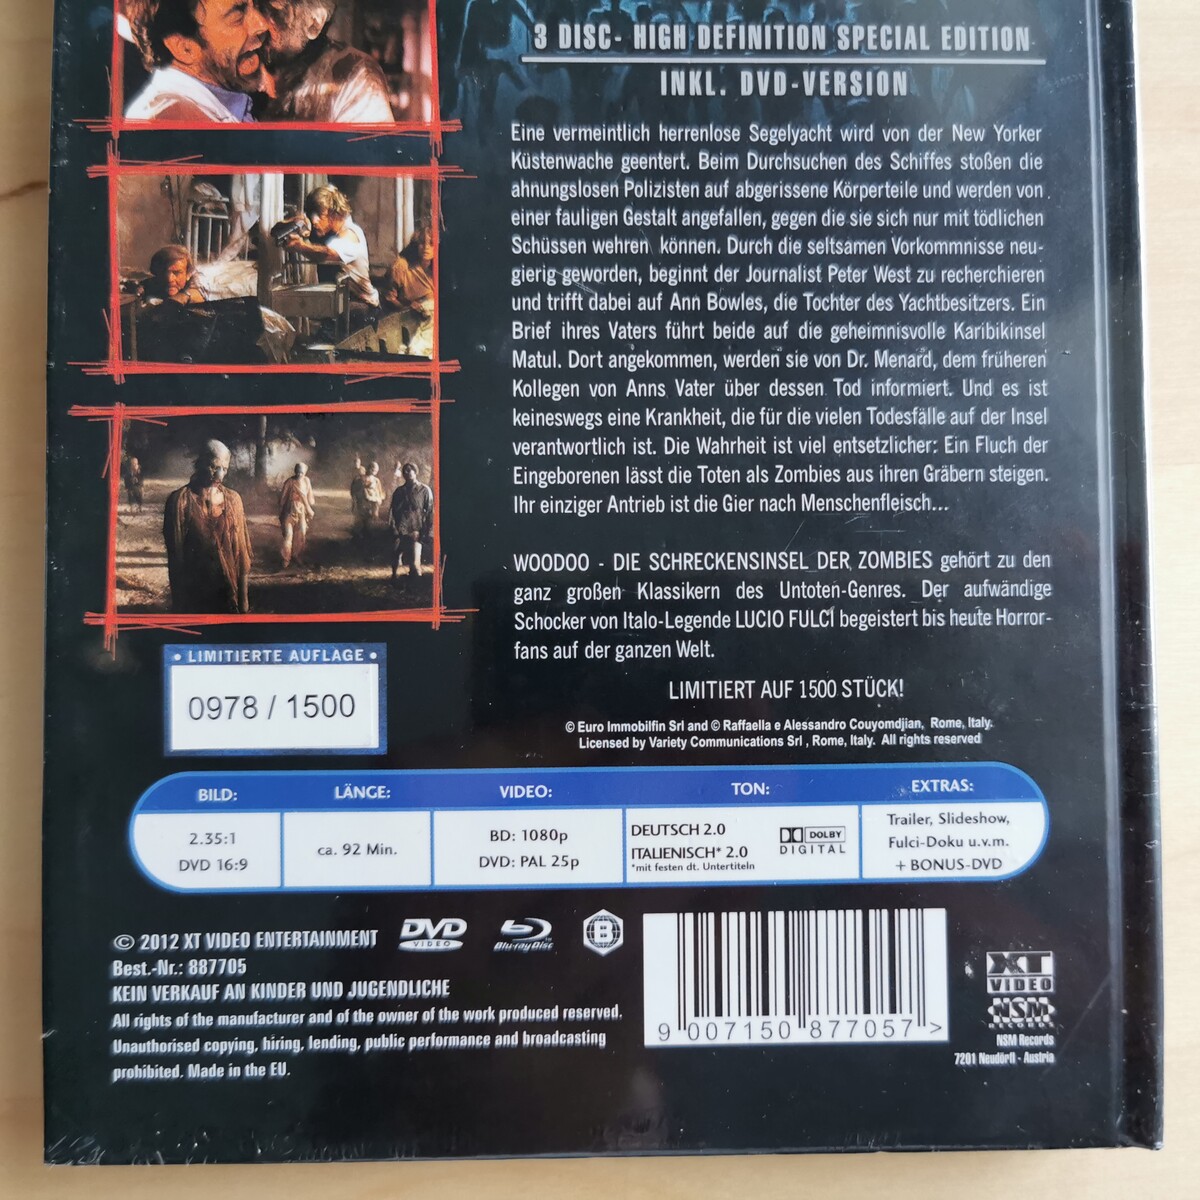 3 DISC- HIGH DEFINITION SPECIAL EDITION
INKL. DVD-VERSION
Eine vermeintlich herrenlose Segelyacht wird von der New Yorker
Küstenwache geentert. Beim Durchsuchen des Schiffes stoßen die
ahnungslosen Polizisten auf abgerissene Körperteile und werden von
einer fauligen Gestalt angefallen, gegen die sie sich nur mit tödlichen
Schüssen wehren können. Durch die seltsamen Vorkommnisse neu-
gierig geworden, beginnt der Journalist Peter West zu recherchieren
und trifft dabei auf Ann Bowles, die Tochter des Yachtbesitzers. Ein
Brief ihres Vaters führt beide auf die geheimnisvolle Karibikinsel
Matul. Dort angekommen, werden sie von Dr. Menard, dem früheren
Kollegen von Anns Vater über dessen Tod informiert. Und es ist
keineswegs eine Krankheit, die für die vielen Todesfälle auf der Insel
verantwortlich ist. Die Wahrheit ist viel entsetzlicher: Ein Fluch der
Eingeborenen lässt die Toten als Zombies aus ihren Gräbern steigen.
Ihr einziger Antrieb ist die Gier nach Menschenfleisch...
WOODOO - DIE SCHRECKENSINSEL DER ZOMBIES gehört zu den
ganz großen Klassikern des Untoten-Genres. Der aufwändige
Schocker von Italo-Legende LUCIO FULCI begeistert bis heute Horror-
fans auf der ganzen Welt.
LIMITIERT AUF 1500 STÜCK!
• LIMITIERTE AUFLAGE •
0978 / 1500
© Euro Immobilfin Srl and © Raffaella e Alessandro Couyomdjian, Rome, Italy.
Licensed by Variety Communications Srl , Rome, Italy. All rights reserved
BILD:
2.35:1
DVD 16:9
LÄNGE:
ca. 92 Min.
VIDEO:
BD: 1080p
DVD: PAL 25p
TON:
DEUTSCH 2.0
ITALIENISCH* 2.0
*mit festen dt. Untertiteln
DOLBY
DIGITAL
EXTRAS:
Trailer, Slideshow,
Fulci-Doku u.v.m.
+ BONUS-DVD
© 2012 XT VIDEO ENTERTAINMENT
Best.-Nr.: 887705
KEIN VERKAUF AN KINDER UND JUGENDLICHE
All rights of the manufacturer and of the owner of the work produced reserved.
Unauthorised copying, hiring, lending, public performance and broadcasting
prohibited. Made in the EU.
DVD
VIDEO
Blu-ray Disc
B
9 007150 877057 >
XT
VIDEO
NSM
RECORDS
NSM Records
7201 Neudörfl - Austria